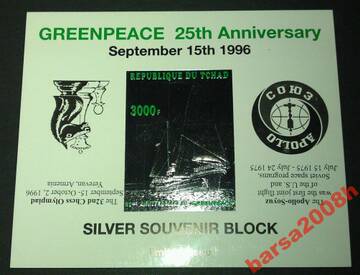 GREENPEACE 25th Anniversary
September 15th 1996
REPUBLIQUE DU TCHAD
3000F
The 32nd Chess Olympiad
September 15- October 2, 1996
Yerevan, Armenia
СОЮЗ
АПОЛЛО
The Apollo-Soyuz
was the joint flight
of the U.S. and the
Soviet space programs
July 15 1975 - July 24 1975
SILVER SOUVENIR BLOCK
barsa2008h